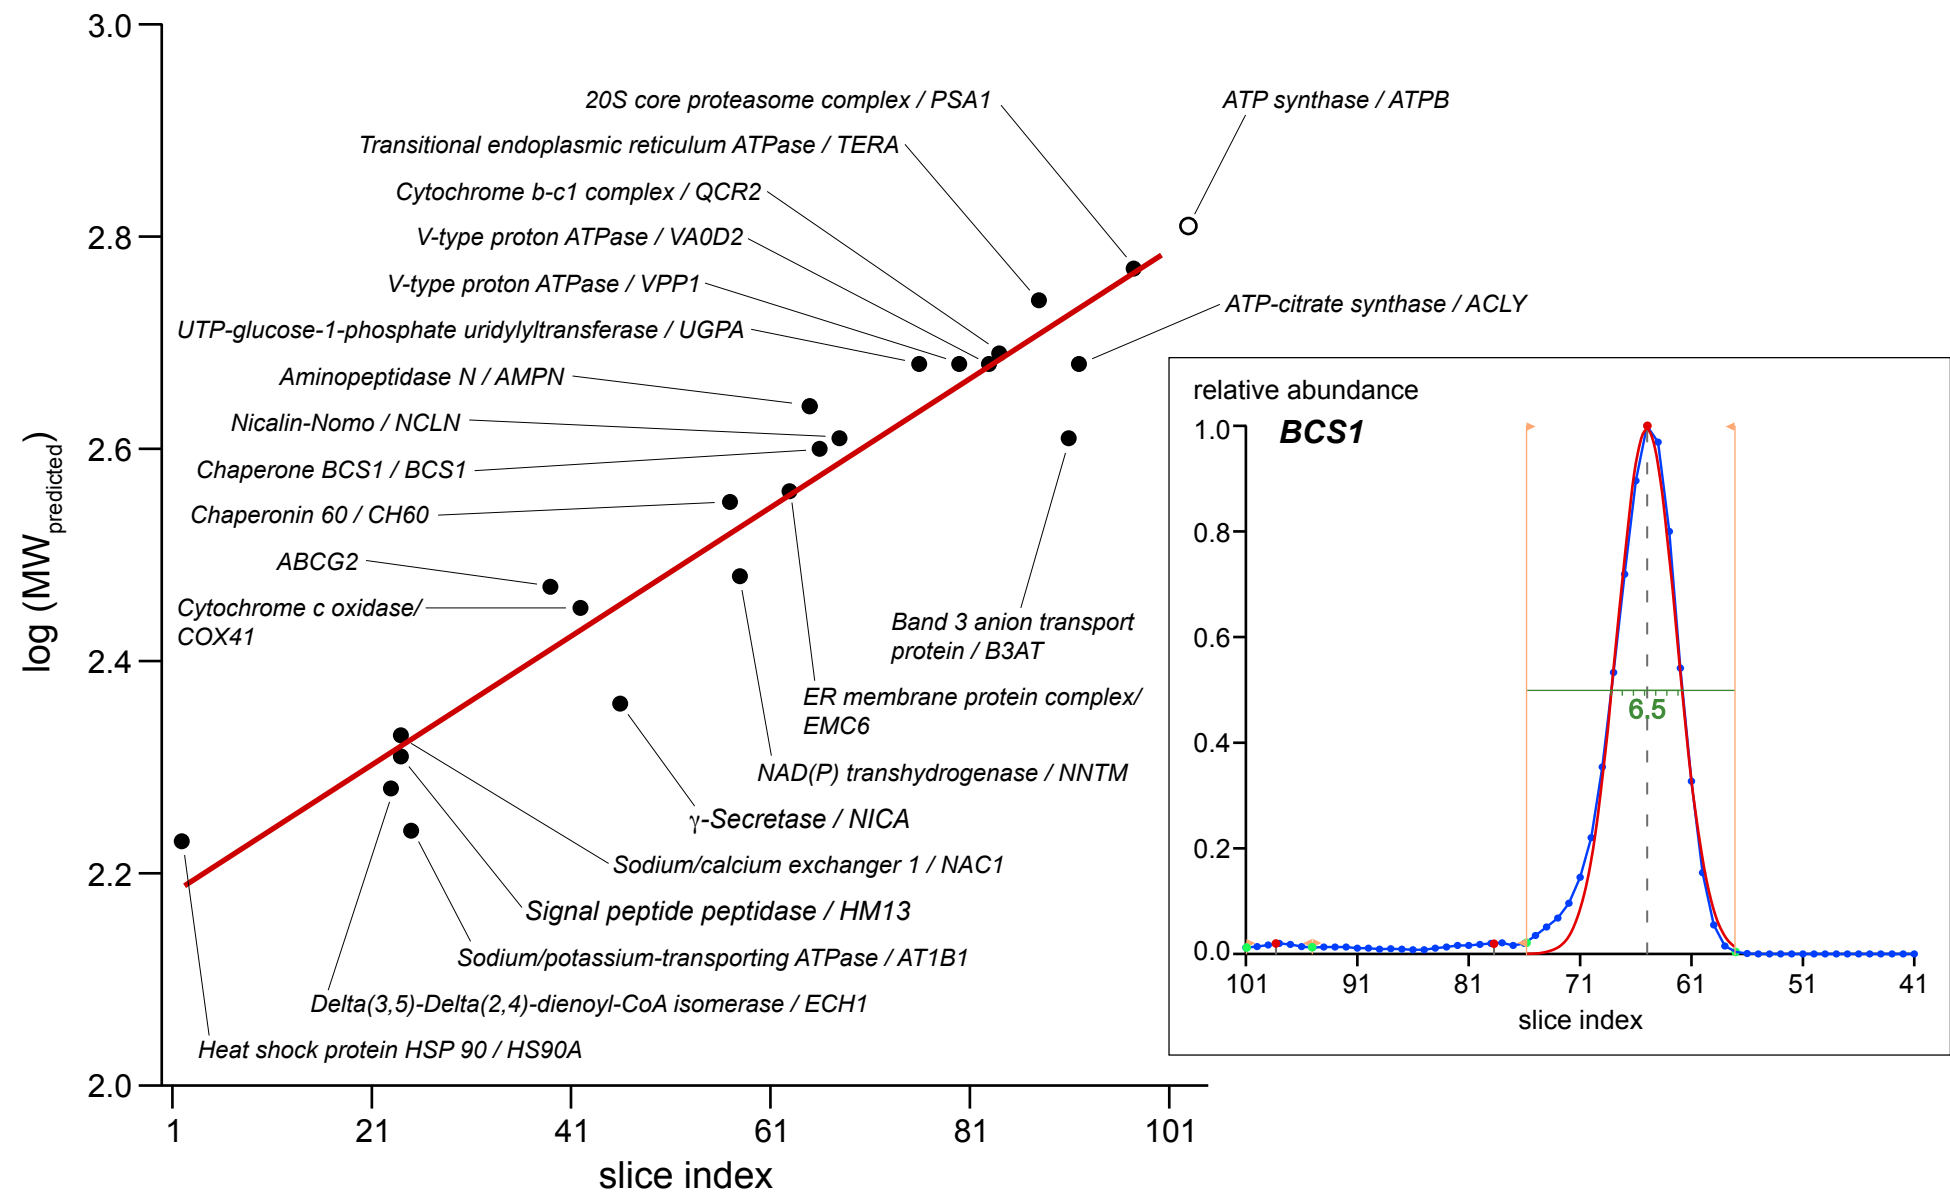 3.0
2.8
2.6
2.4
2.2
2.0
log (MWpredicted)
1
21
41
61
81
101
slice index
20S core proteasome complex / PSA1
ATP synthase / ATPB
Transitional endoplasmic reticulum ATPase / TERA
Cytochrome b-c1 complex / QCR2
V-type proton ATPase / VA0D2
V-type proton ATPase / VPP1
ATP-citrate synthase / ACLY
UTP-glucose-1-phosphate uridylyltransferase / UGPA
Aminopeptidase N / AMPN
Nicalin-Nomo / NCLN
Chaperone BCS1 / BCS1
Chaperonin 60 / CH60
ABCG2
Cytochrome c oxidase/
COX41
Band 3 anion transport
protein / B3AT
ER membrane protein complex/
EMC6
NAD(P) transhydrogenase / NNTM
γ-Secretase / NICA
Sodium/calcium exchanger 1 / NAC1
Signal peptide peptidase / HM13
Sodium/potassium-transporting ATPase / AT1B1
Delta(3,5)-Delta(2,4)-dienoyl-CoA isomerase / ECH1
Heat shock protein HSP 90 / HS90A
relative abundance
BCS1
1.0
0.8
0.6
0.4
0.2
0.0
6.5
101
91
81
71
61
51
41
slice index